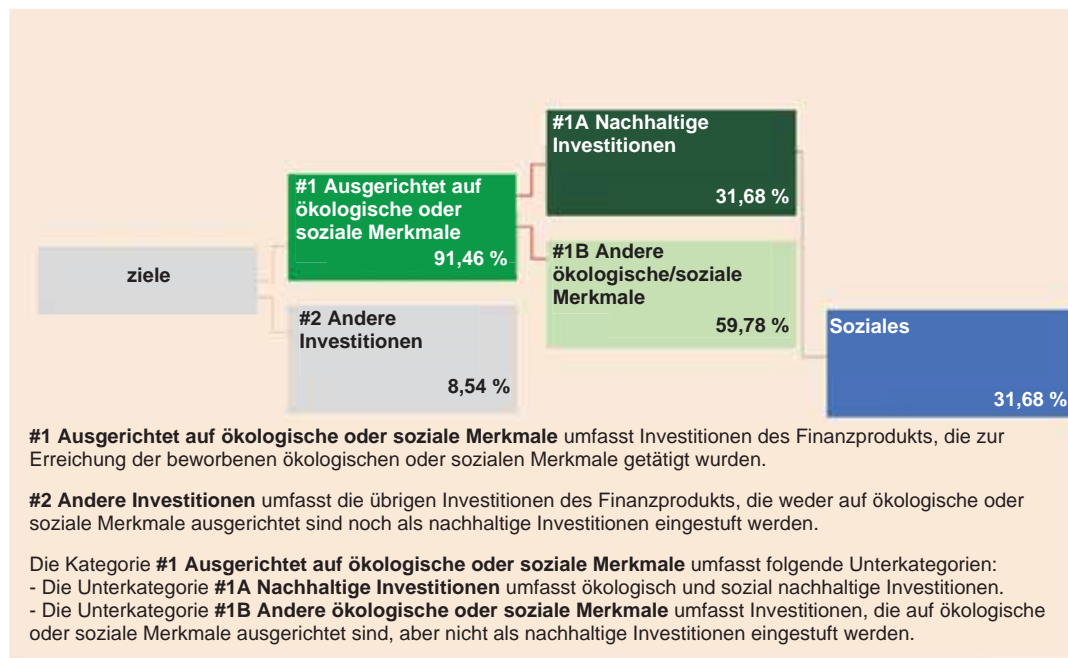 #1A Nachhaltige
Investitionen
31,68 %
#1 Ausgerichtet auf
ökologische oder
soziale Merkmale
91,46 %
#1B Andere
ökologische/soziale
Merkmale
59,78 %
ziele
#2 Andere
Investitionen
8,54 %
Soziales
31,68 %
#1 Ausgerichtet auf ökologische oder soziale Merkmale umfasst Investitionen des Finanzprodukts, die zur
Erreichung der beworbenen ökologischen oder sozialen Merkmale getätigt wurden.
#2 Andere Investitionen umfasst die übrigen Investitionen des Finanzprodukts, die weder auf ökologische oder
soziale Merkmale ausgerichtet sind noch als nachhaltige Investitionen eingestuft werden.
Die Kategorie #1 Ausgerichtet auf ökologische oder soziale Merkmale umfasst folgende Unterkategorien:
- Die Unterkategorie #1A Nachhaltige Investitionen umfasst ökologisch und sozial nachhaltige Investitionen.
- Die Unterkategorie #1B Andere ökologische oder soziale Merkmale umfasst Investitionen, die auf ökologische
oder soziale Merkmale ausgerichtet sind, aber nicht als nachhaltige Investitionen eingestuft werden.